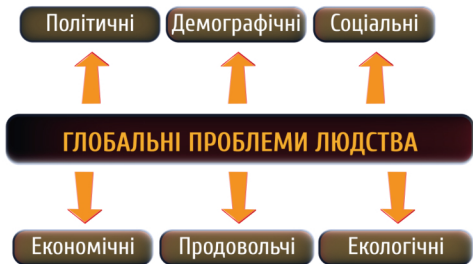 Політичні Демографічні Соціальні
ГЛОБАЛЬНІ ПРОБЛЕМИ ЛЮДСТВА
Економічні Продовольчі Екологічні